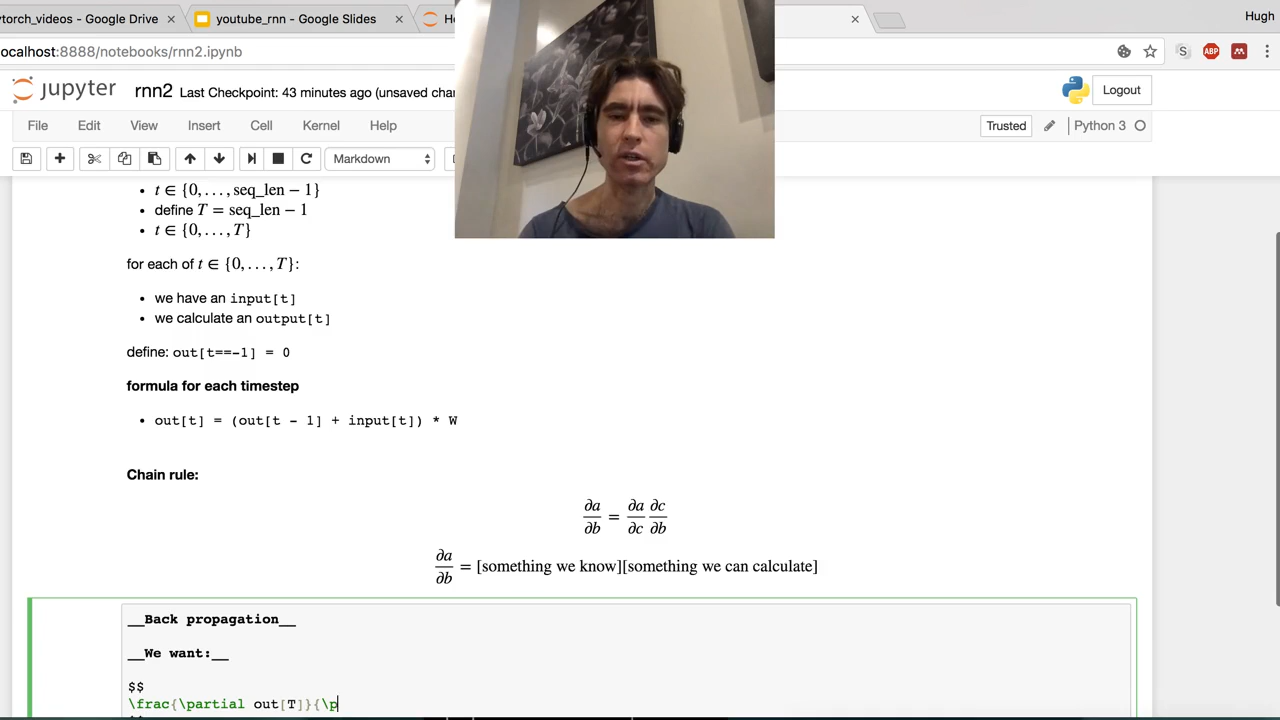 ytorch_videos - Google Drive × youtube_rnn - Google Slides × Ho ×
Hugh
ocalhost:8888/notebooks/rnn2.ipynb
S ABP
jupyter rnn2 Last Checkpoint: 43 minutes ago (unsaved chan
Logout
File Edit View Insert Cell Kernel Help
Trusted Python 3
Markdown
• t ∈ {0, . . . , seq_len − 1}
• define T = seq_len − 1
• t ∈ {0, . . . , T}
for each of t ∈ {0, . . . , T}:
• we have an input[t]
• we calculate an output[t]
define: out[t==-1] = 0
formula for each timestep
• out[t] = (out[t - 1] + input[t]) * W
Chain rule:
∂a/∂b = ∂a/∂c ∂c/∂b
∂a/∂b = [something we know][something we can calculate]
__Back propagation__
__We want:__
$$
\frac{\partial out[T]}{\p